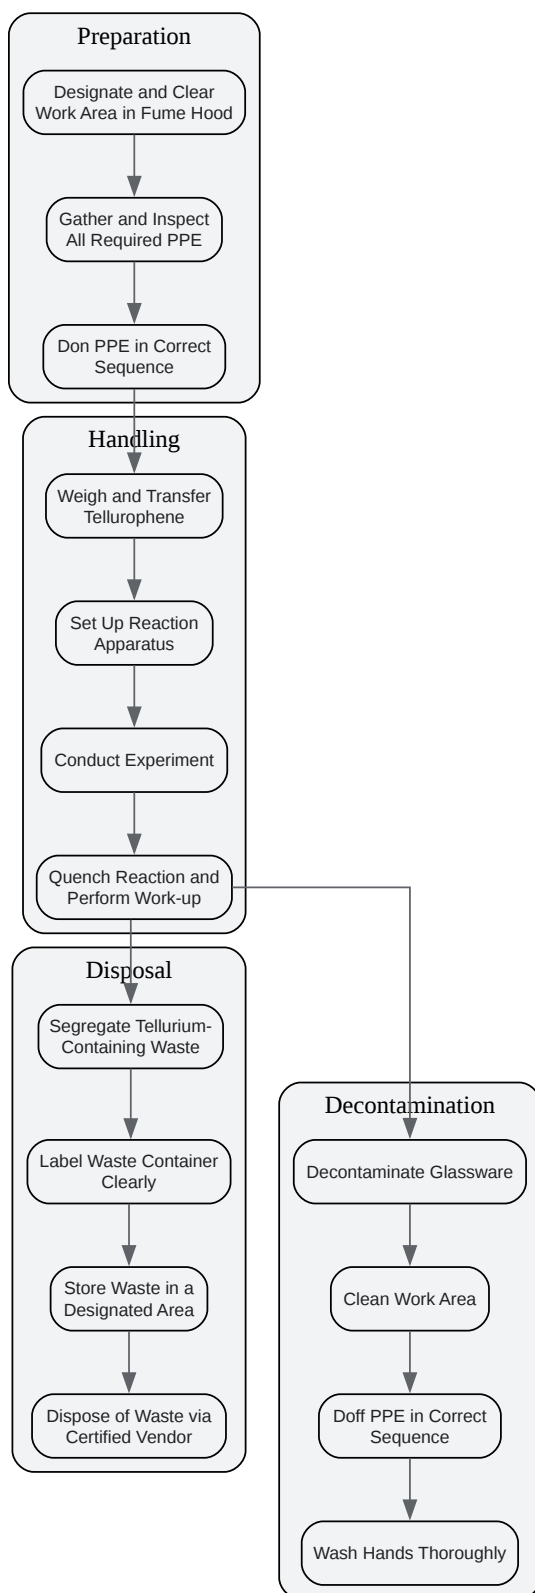 Preparation
Designate and Clear
Work Area in Fume Hood
Gather and Inspect
All Required PPE
Don PPE in Correct
Sequence
Handling
Weigh and Transfer
Tellurophene
Set Up Reaction
Apparatus
Conduct Experiment
Quench Reaction and
Perform Work-up
Disposal
Segregate Tellurium-
Containing Waste
Label Waste Container
Clearly
Store Waste in a
Designated Area
Dispose of Waste via
Certified Vendor
Decontamination
Decontaminate Glassware
Clean Work Area
Doff PPE in Correct
Sequence
Wash Hands Thoroughly